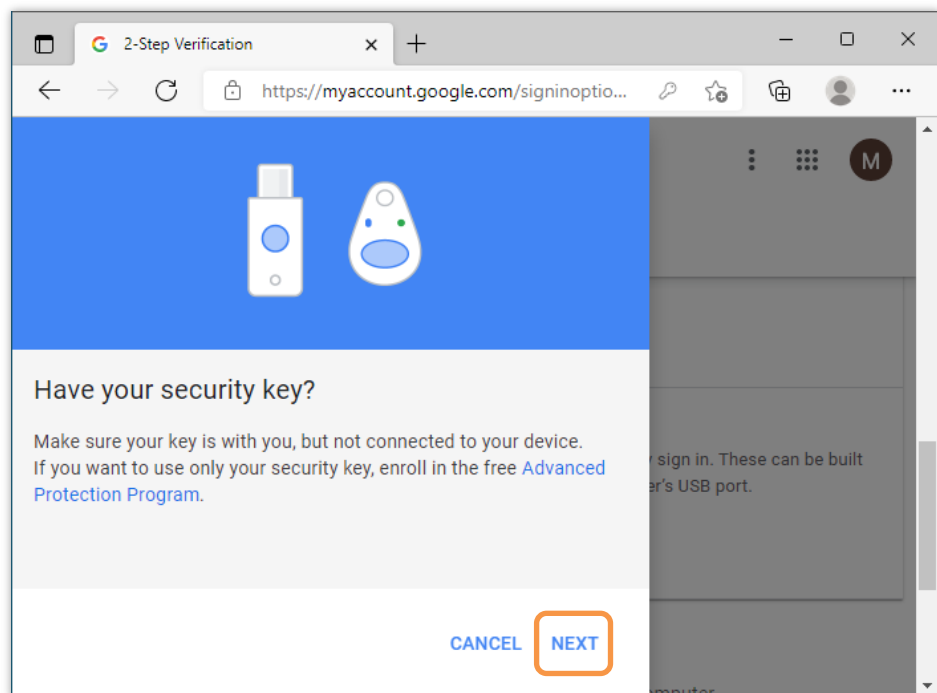 2-Step Verification
https://myaccount.google.com/signinoptio...
M
Have your security key?
Make sure your key is with you, but not connected to your device.
If you want to use only your security key, enroll in the free Advanced
Protection Program.
sign in. These can be built
er's USB port.
CANCEL NEXT